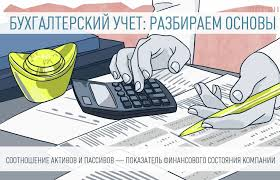 БУХГАЛТЕРСКИЙ УЧЕТ: РАЗБИРАЕМ ОСНОВЫ
СООТНОШЕНИЕ АКТИВОВ И ПАССИВОВ — ПОКАЗАТЕЛЬ ФИНАНСОВОГО СОСТОЯНИЯ КОМПАНИИ